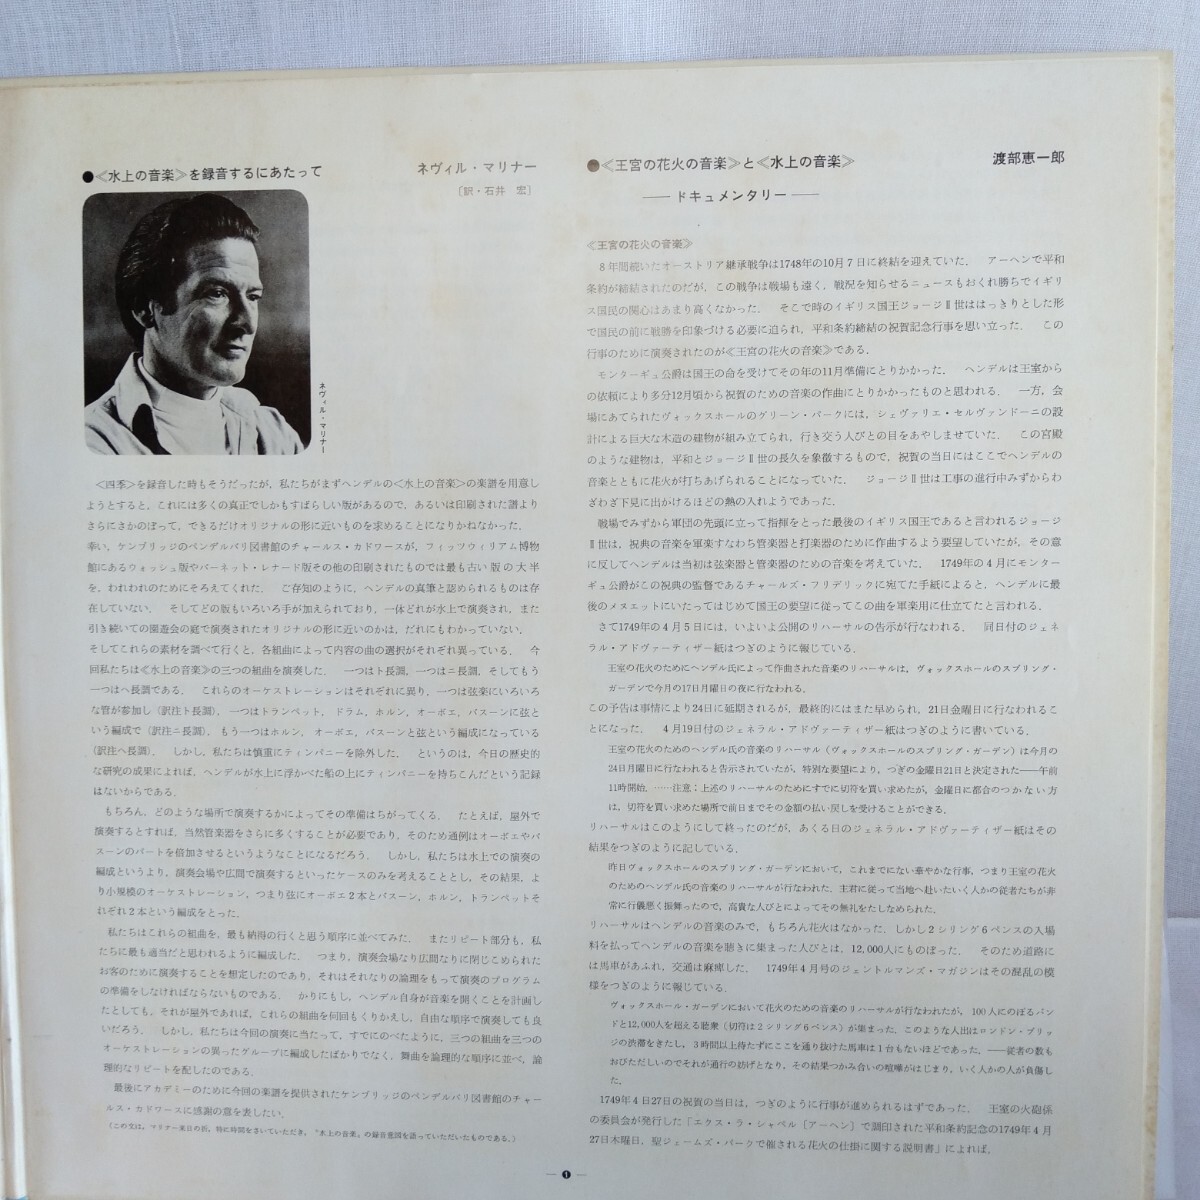 ●≪水上の音楽≫を録音するにあたって
ネヴィル・マリナー
〔訳・石井　宏〕
ネヴィル・マリナー
＜四季＞を録音した時もそうだったが，私たちがまずヘンデルの＜水上の音楽＞の楽譜を用意し
ようとすると，これには多くの真正でしかもすばらしい版があるので，あるいは印刷された譜より
さらにさかのぼって，できるだけオリジナルの形に近いものを求めることになりかねなかった．
幸い，ケンブリッジのペンデルバリ図書館のチャールス・カドワースが，フィッツウィリアム博物
館にあるウォッシュ版やバーネット・レナード版その他の印刷されたものでは最も古い版の大半
を，われわれのためにそろえてくれた．　ご存知のように，ヘンデルの真筆と認められるものは存
在していない．　そしてどの版もいろいろ手が加えられており，一体どれが水上で演奏され，また
引き続いての園遊会の庭で演奏されたオリジナルの形に近いのかは，だれにもわかっていない．
そしてこれらの素材を調べて行くと，各組曲によって内容の曲の選択がそれぞれ異っている．　今
回私たちは≪水上の音楽≫の三つの組曲を演奏した．　一つはト長調，一つはニ長調，そしてもう
一つはヘ長調である．　これらのオーケストレーションはそれぞれに異り，一つは弦楽にいろいろ
な管が参加し（訳注ト長調），一つはトランペット，ドラム，ホルン，オーボエ，バスーンに弦と
いう編成で（訳注ニ長調），もう一つはホルン，オーボエ，バスーンと弦という編成になっている
（訳注ヘ長調）．　しかし，私たちは慎重にティンパニーを除外した．　というのは，今日の歴史的
な研究の成果によれば，ヘンデルが水上に浮かべた船の上にティンパニーを持ちこんだという記録
はないからである．
もちろん，どのような場所で演奏するかによってその準備はちがってくる．　たとえば，屋外で
演奏するとすれば，当然管楽器をさらに多くすることが必要であり，そのため通例はオーボエやバ
スーンのパートを倍加させるというようなことになるだろう．　しかし，私たちは水上での演奏の
編成というより，演奏会場や広間で演奏するといったケースのみを考えることとし，その結果，よ
り小規模のオーケストレーション，つまり弦にオーボエ２本とバスーン，ホルン，トランペットそ
れぞれ２本という編成をとった．
私たちはこれらの組曲を，最も納得の行くと思う順序に並べてみた．　またリピート部分も，私
たちに最も適当だと思われるように編成した．　つまり，演奏会場なり広間なりに閉じこめられた
お客のために演奏することを想定したのであり，それはそれなりの論理をもって演奏のプログラム
の準備をしなければならないものである．　かりにもし，ヘンデル自身が音楽を開くことを計画し
たとしても，それが屋外であれば，これらの組曲を何回もくりかえし，自由な順序で演奏しても良
いだろう．　しかし，私たちは今回の演奏に当たって，すでにのべたように，三つの組曲を三つの
オーケストレーションの異ったグループに編成したばかりでなく，舞曲を論理的な順序に並べ，論
理的なリピートを配したのである．
最後にアカデミーのために今回の楽譜を提供されたケンブリッジのペンデルバリ図書館のチャー
ルス・カドワースに感謝の意を表したい．
（この文は，マリナー来日の折，特に時間をさいていただき，“水上の音楽”の録音意図を語っていただいたものである．）
●≪王宮の花火の音楽≫と≪水上の音楽≫
渡部恵一郎
――ドキュメンタリー――
≪王宮の花火の音楽≫
８年間続いたオーストリア継承戦争は1748年の10月７日に終結を迎えていた．　アーヘンで平和
条約が締結されたのだが，この戦争は戦場も遠く，戦況を知らせるニュースもおくれ勝ちでイギリ
ス国民の関心はあまり高くなかった．　そこで時のイギリス国王ジョージⅡ世ははっきりとした形
で国民の前に戦勝を印象づける必要に迫られ，平和条約締結の祝賀記念行事を思い立った．　この
行事のために演奏されたのが≪王宮の花火の音楽≫である．
モンターギュ公爵は国王の命を受けてその年の11月準備にとりかかった．　ヘンデルは王室から
の依頼により多分12月頃から祝賀のための音楽の作曲にとりかかったものと思われる．　一方，会
場にあてられたヴォックスホールのグリーン・パークには，シェヴァリエ・セルヴァンドーニの設
計による巨大な木造の建物が組み立てられ，行き交う人びとの目をあやしませていた．　この宮殿
のような建物は，平和とジョージⅡ世の長久を象徴するもので，祝賀の当日にはここでヘンデルの
音楽とともに花火が打ちあげられることになっていた．　ジョージⅡ世は工事の進行中みずからわ
ざわざ下見に出かけるほどの熱の入れようであった．
戦場でみずから軍団の先頭に立って指揮をとった最後のイギリス国王であると言われるジョージ
Ⅱ世は，祝典の音楽を軍楽すなわち管楽器と打楽器のために作曲するよう要望していたが，その意
に反してヘンデルは当初は弦楽器と管楽器のための音楽を考えていた．　1749年の４月にモンター
ギュ公爵がこの祝典の監督であるチャールズ・フリデリックに宛てた手紙によると，ヘンデルに最
後のメヌエットにいたってはじめて国王の要望に従ってこの曲を軍楽用に仕立てたと言われる．
さて1749年の４月５日には，いよいよ公開のリハーサルの告示が行なわれる．　同日付のジェネ
ラル・アドヴァーティザー紙はつぎのように報じている．
王室の花火のためにヘンデル氏によって作曲された音楽のリハーサルは，ヴォックスホールのスプリング・
ガーデンで今月の17日月曜日の夜に行なわれる．
この予告は事情により24日に延期されるが，最終的にはまた早められ，21日金曜日に行なわれるこ
とになった．　４月19日付のジェネラル・アドヴァーティザー紙はつぎのように書いている．
王室の花火のためのヘンデル氏の音楽のリハーサル（ヴォックスホールのスプリング・ガーデン）は今月の
24日月曜日に行なわれると告示されていたが，特別な要望により，つぎの金曜日21日と決定された――午前
11時開始．……注意；上述のリハーサルのためにすでに切符を買い求めたが，金曜日に都合のつかない方
は，切符を買い求めた場所で前日までその金額の払い戻しを受けることができる．
リハーサルはこのようにして終ったのだが，あくる日のジェネラル・アドヴァーティザー紙はその
結果をつぎのように記している．
昨日ヴォックスホールのスプリング・ガーデンにおいて，これまでにない華やかな行事，つまり王室の花火
のためのヘンデル氏の音楽のリハーサルが行なわれた．主君に従って当地へ赴いたいく人かの従者たちが非
常に行儀悪く振舞ったので，高貴な人びとによってその無礼をたしなめられた．
リハーサルはヘンデルの音楽のみで，もちろん花火はなかった．しかし２シリング６ペンスの入場
料を払ってヘンデルの音楽を聴きに集まった人びとは，12,000人にものぼった．　そのため道路に
は馬車があふれ，交通は麻痺した．　1749年４月号のジェントルマンズ・マガジンはその混乱の模
様をつぎのように報じている．
ヴォックスホール・ガーデンにおいて花火のための音楽のリハーサルが行なわれたが，100人にのぼるバン
ドと12,000人を超える聴衆（切符は２シリング６ペンス）が集まった．このような人出はロンドン・ブリッ
ジの渋滞をきたし，３時間以上待たずにここを通り抜けた馬車は１台もないほどであった．――従者の数も
おびただしいのでそれが通行の妨げとなり，その結果つかみ合いの喧嘩がはじまり，いく人かの人が負傷し
た．
1749年４月27日の祝賀の当日は，つぎのように行事が進められるはずであった．　王室の火砲係
の委員会が発行した「エクス・ラ・シャペル［アーヘン］で調印された平和条約記念の1749年４月
27日木曜日，聖ジェームズ・パークで催される花火の仕掛に関する説明書」によれば，
― 1 ―